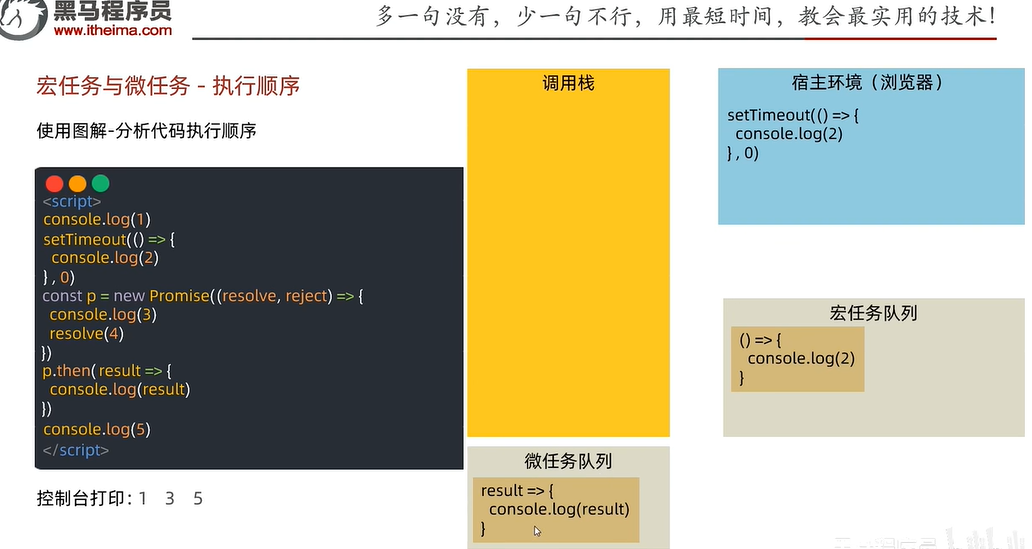 黑马程序员
www.itheima.com
多一句没有，少一句不行，用最短时间，教会最实用的技术！
宏任务与微任务 - 执行顺序
使用图解-分析代码执行顺序
<script>
console.log(1)
setTimeout(() => {
console.log(2)
} , 0)
const p = new Promise((resolve, reject) => {
console.log(3)
resolve(4)
})
p.then( result => {
console.log(result)
})
console.log(5)
</script>
控制台打印：1 3 5
调用栈
微任务队列
result => {
console.log(result)
}
宿主环境（浏览器）
setTimeout(() => {
console.log(2)
} , 0)
宏任务队列
() => {
console.log(2)
}